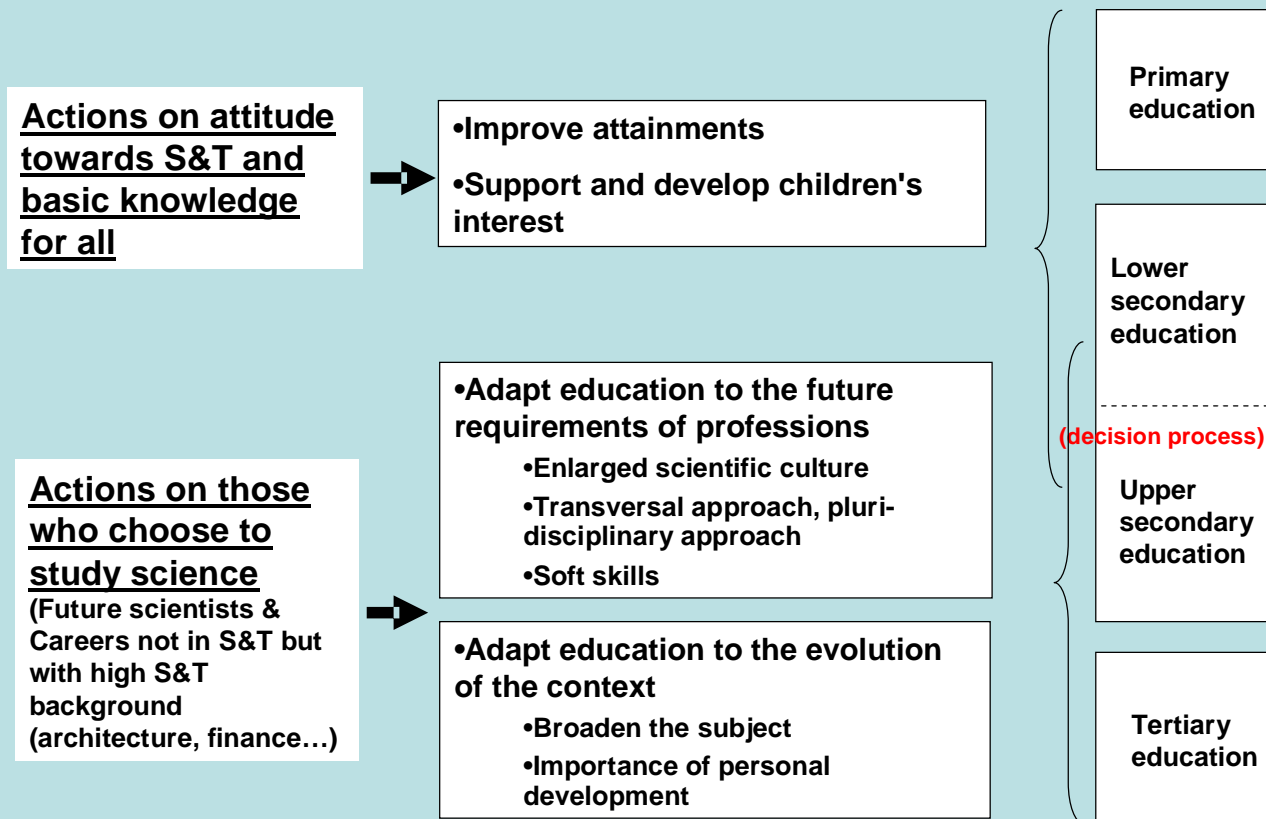 Actions on attitude
towards S&T and
basic knowledge
for all
•Improve attainments
•Support and develop children's
interest
Actions on those
who choose to
study science
(Future scientists &
Careers not in S&T but
with high S&T
background
(architecture, finance…)
•Adapt education to the future
requirements of professions
•Enlarged scientific culture
•Transversal approach, pluri-
disciplinary approach
•Soft skills
•Adapt education to the evolution
of the context
•Broaden the subject
•Importance of personal
development
Primary
education
Lower
secondary
education
(decision process)
Upper
secondary
education
Tertiary
education